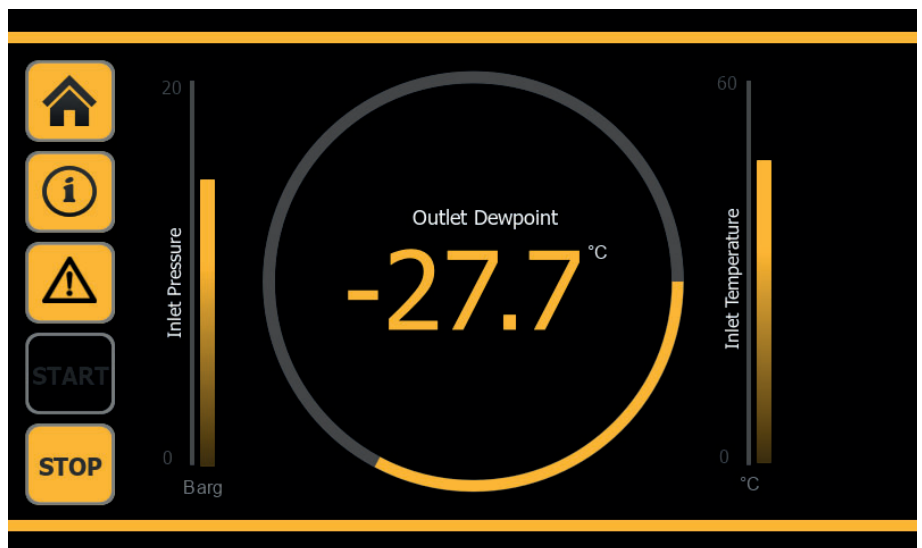 20
60
Outlet Dewpoint
-27.7 °C
Inlet Pressure
Inlet Temperature
START
STOP
0
0
Barg
°C